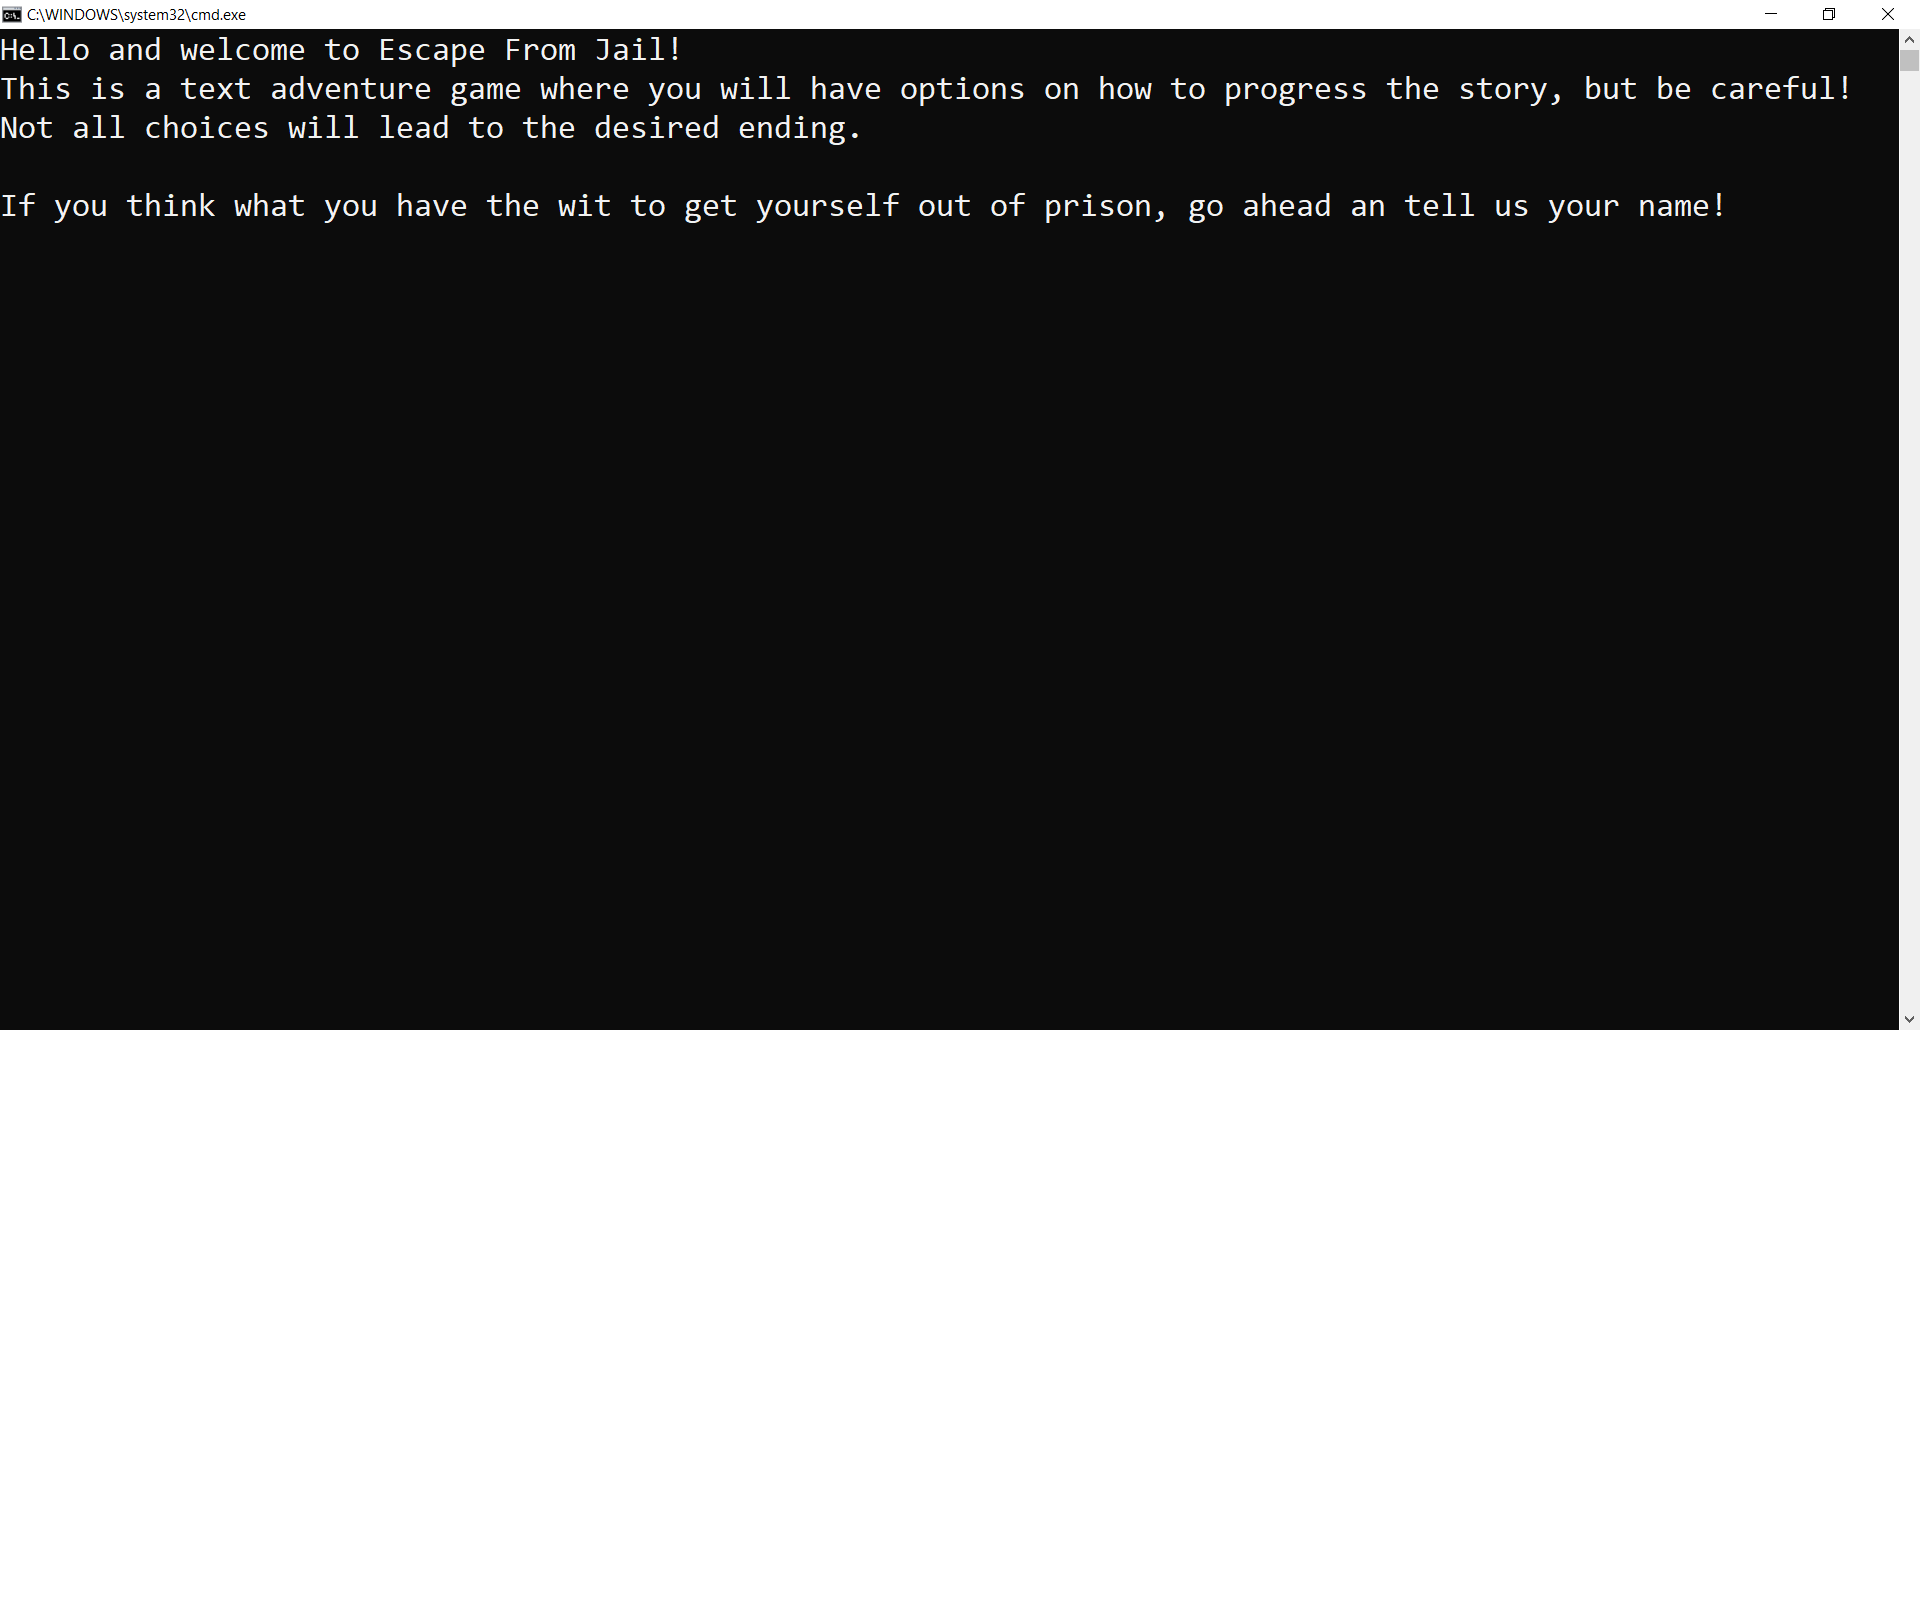 C:\WINDOWS\system32\cmd.exe
Hello and welcome to Escape From Jail!
This is a text adventure game where you will have options on how to progress the story, but be careful!
Not all choices will lead to the desired ending.
If you think what you have the wit to get yourself out of prison, go ahead an tell us your name!